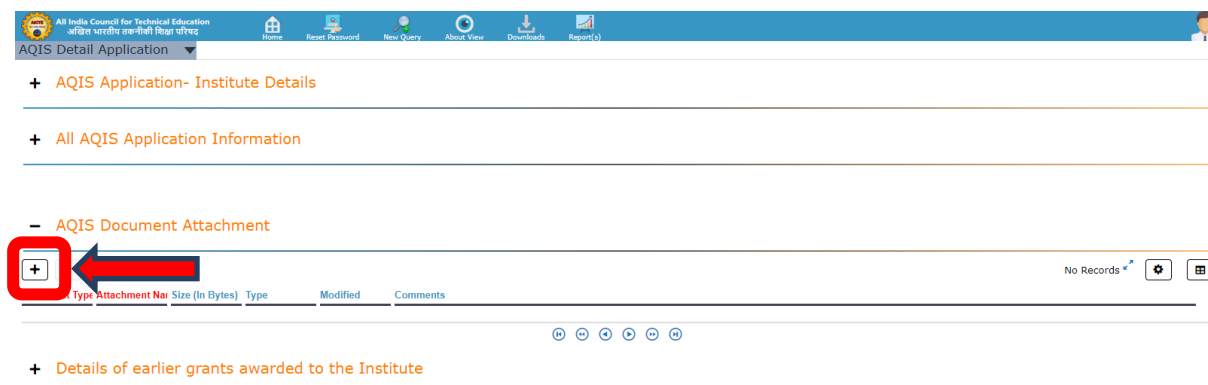 All India Council for Technical Education
अखिल भारतीय तकनीकी शिक्षा परिषद
Home Reset Password New Query About View Downloads Report(s)
AQIS Detail Application
+ AQIS Application- Institute Details
+ All AQIS Application Information
− AQIS Document Attachment
+
No Records
Type Attachment Nai Size (In Bytes) Type Modified Comments
+ Details of earlier grants awarded to the Institute